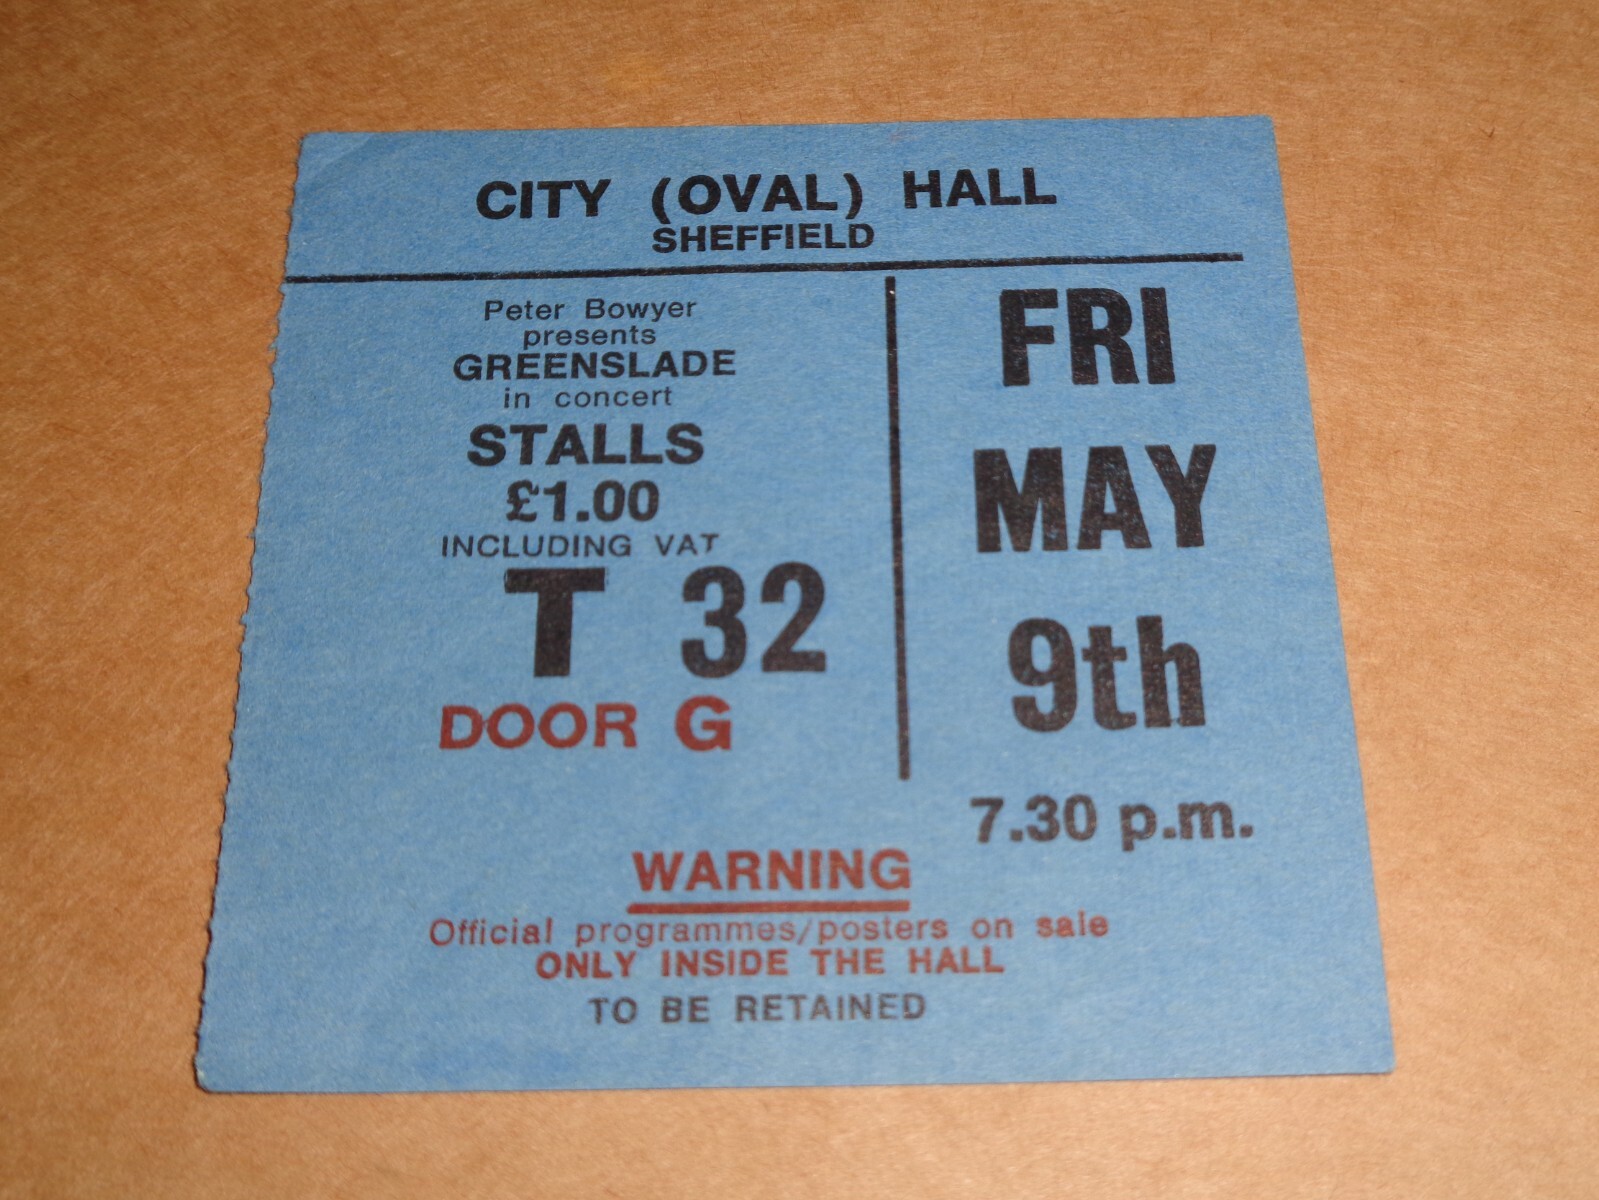 CITY (OVAL) HALL
SHEFFIELD
Peter Bowyer
presents
GREENSLADE
in concert
STALLS
£1.00
INCLUDING VAT
T 32
DOOR G
FRI
MAY
9th
7.30 p.m.
WARNING
Official programmes/posters on sale
ONLY INSIDE THE HALL
TO BE RETAINED